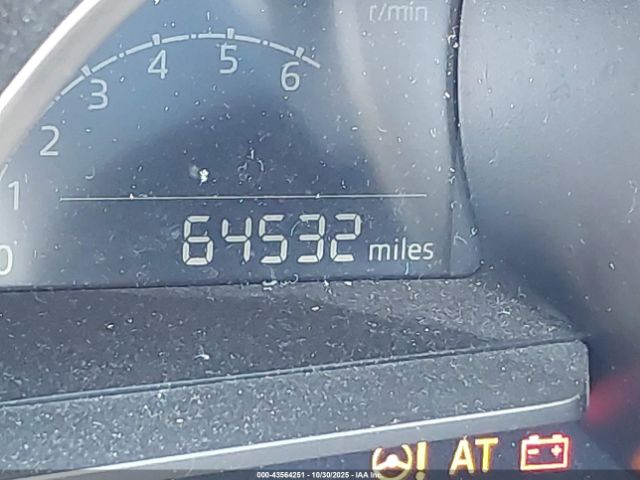 r/min
0 1 2 3 4 5 6
64532 miles
! AT
000-43564251 - 10/30/2025 - IAA Inc.